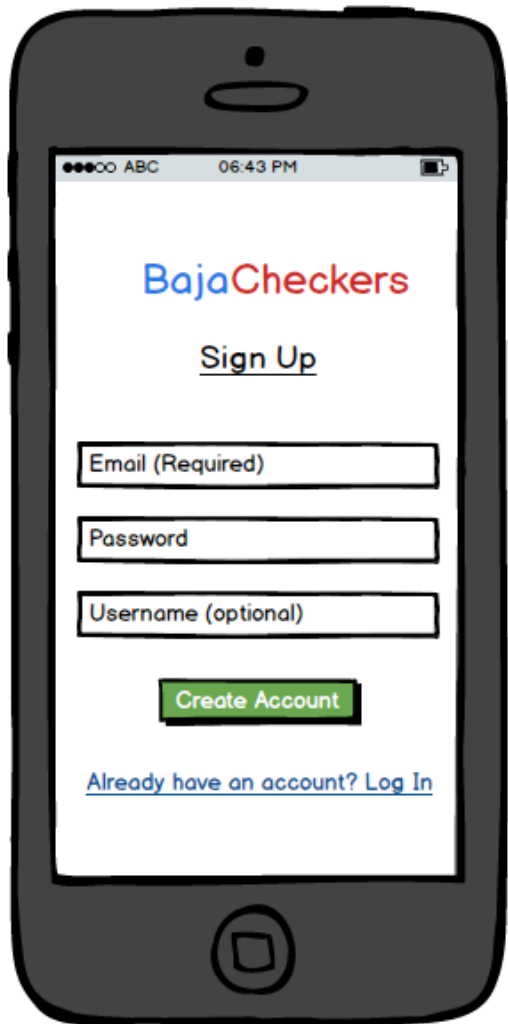 ABC 06:43 PM
BajaCheckers
Sign Up
Email (Required)
Password
Username (optional)
Create Account
Already have an account? Log In